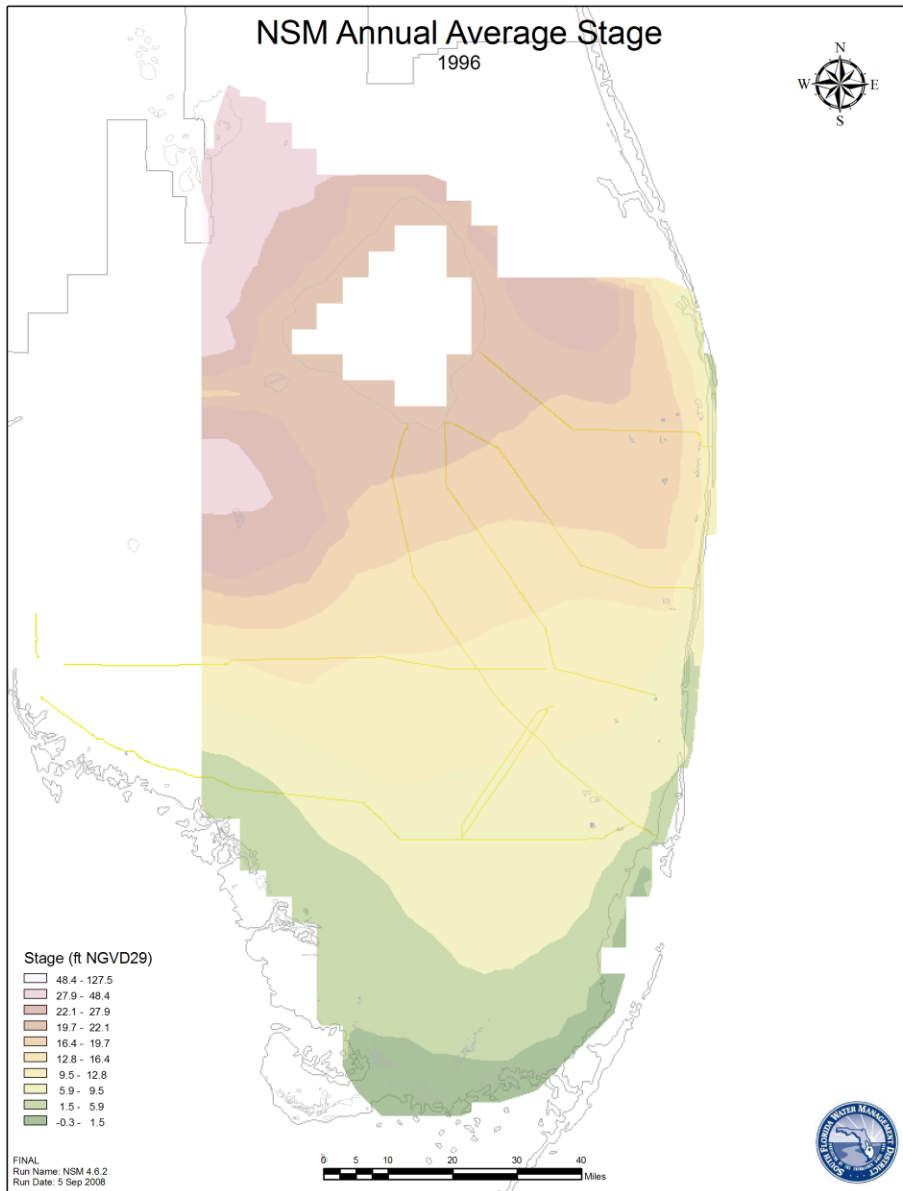 NSM Annual Average Stage
1996
N
W E
S
Stage (ft NGVD29)
48.4 - 127.5
27.9 - 48.4
22.1 - 27.9
19.7 - 22.1
16.4 - 19.7
12.8 - 16.4
9.5 - 12.8
5.9 - 9.5
1.5 - 5.9
-0.3 - 1.5
FINAL
Run Name: NSM 4.6.2
Run Date: 5 Sep 2008
0 5 10 20 30 40
Miles
SOUTH FLORIDA WATER MANAGEMENT DISTRICT